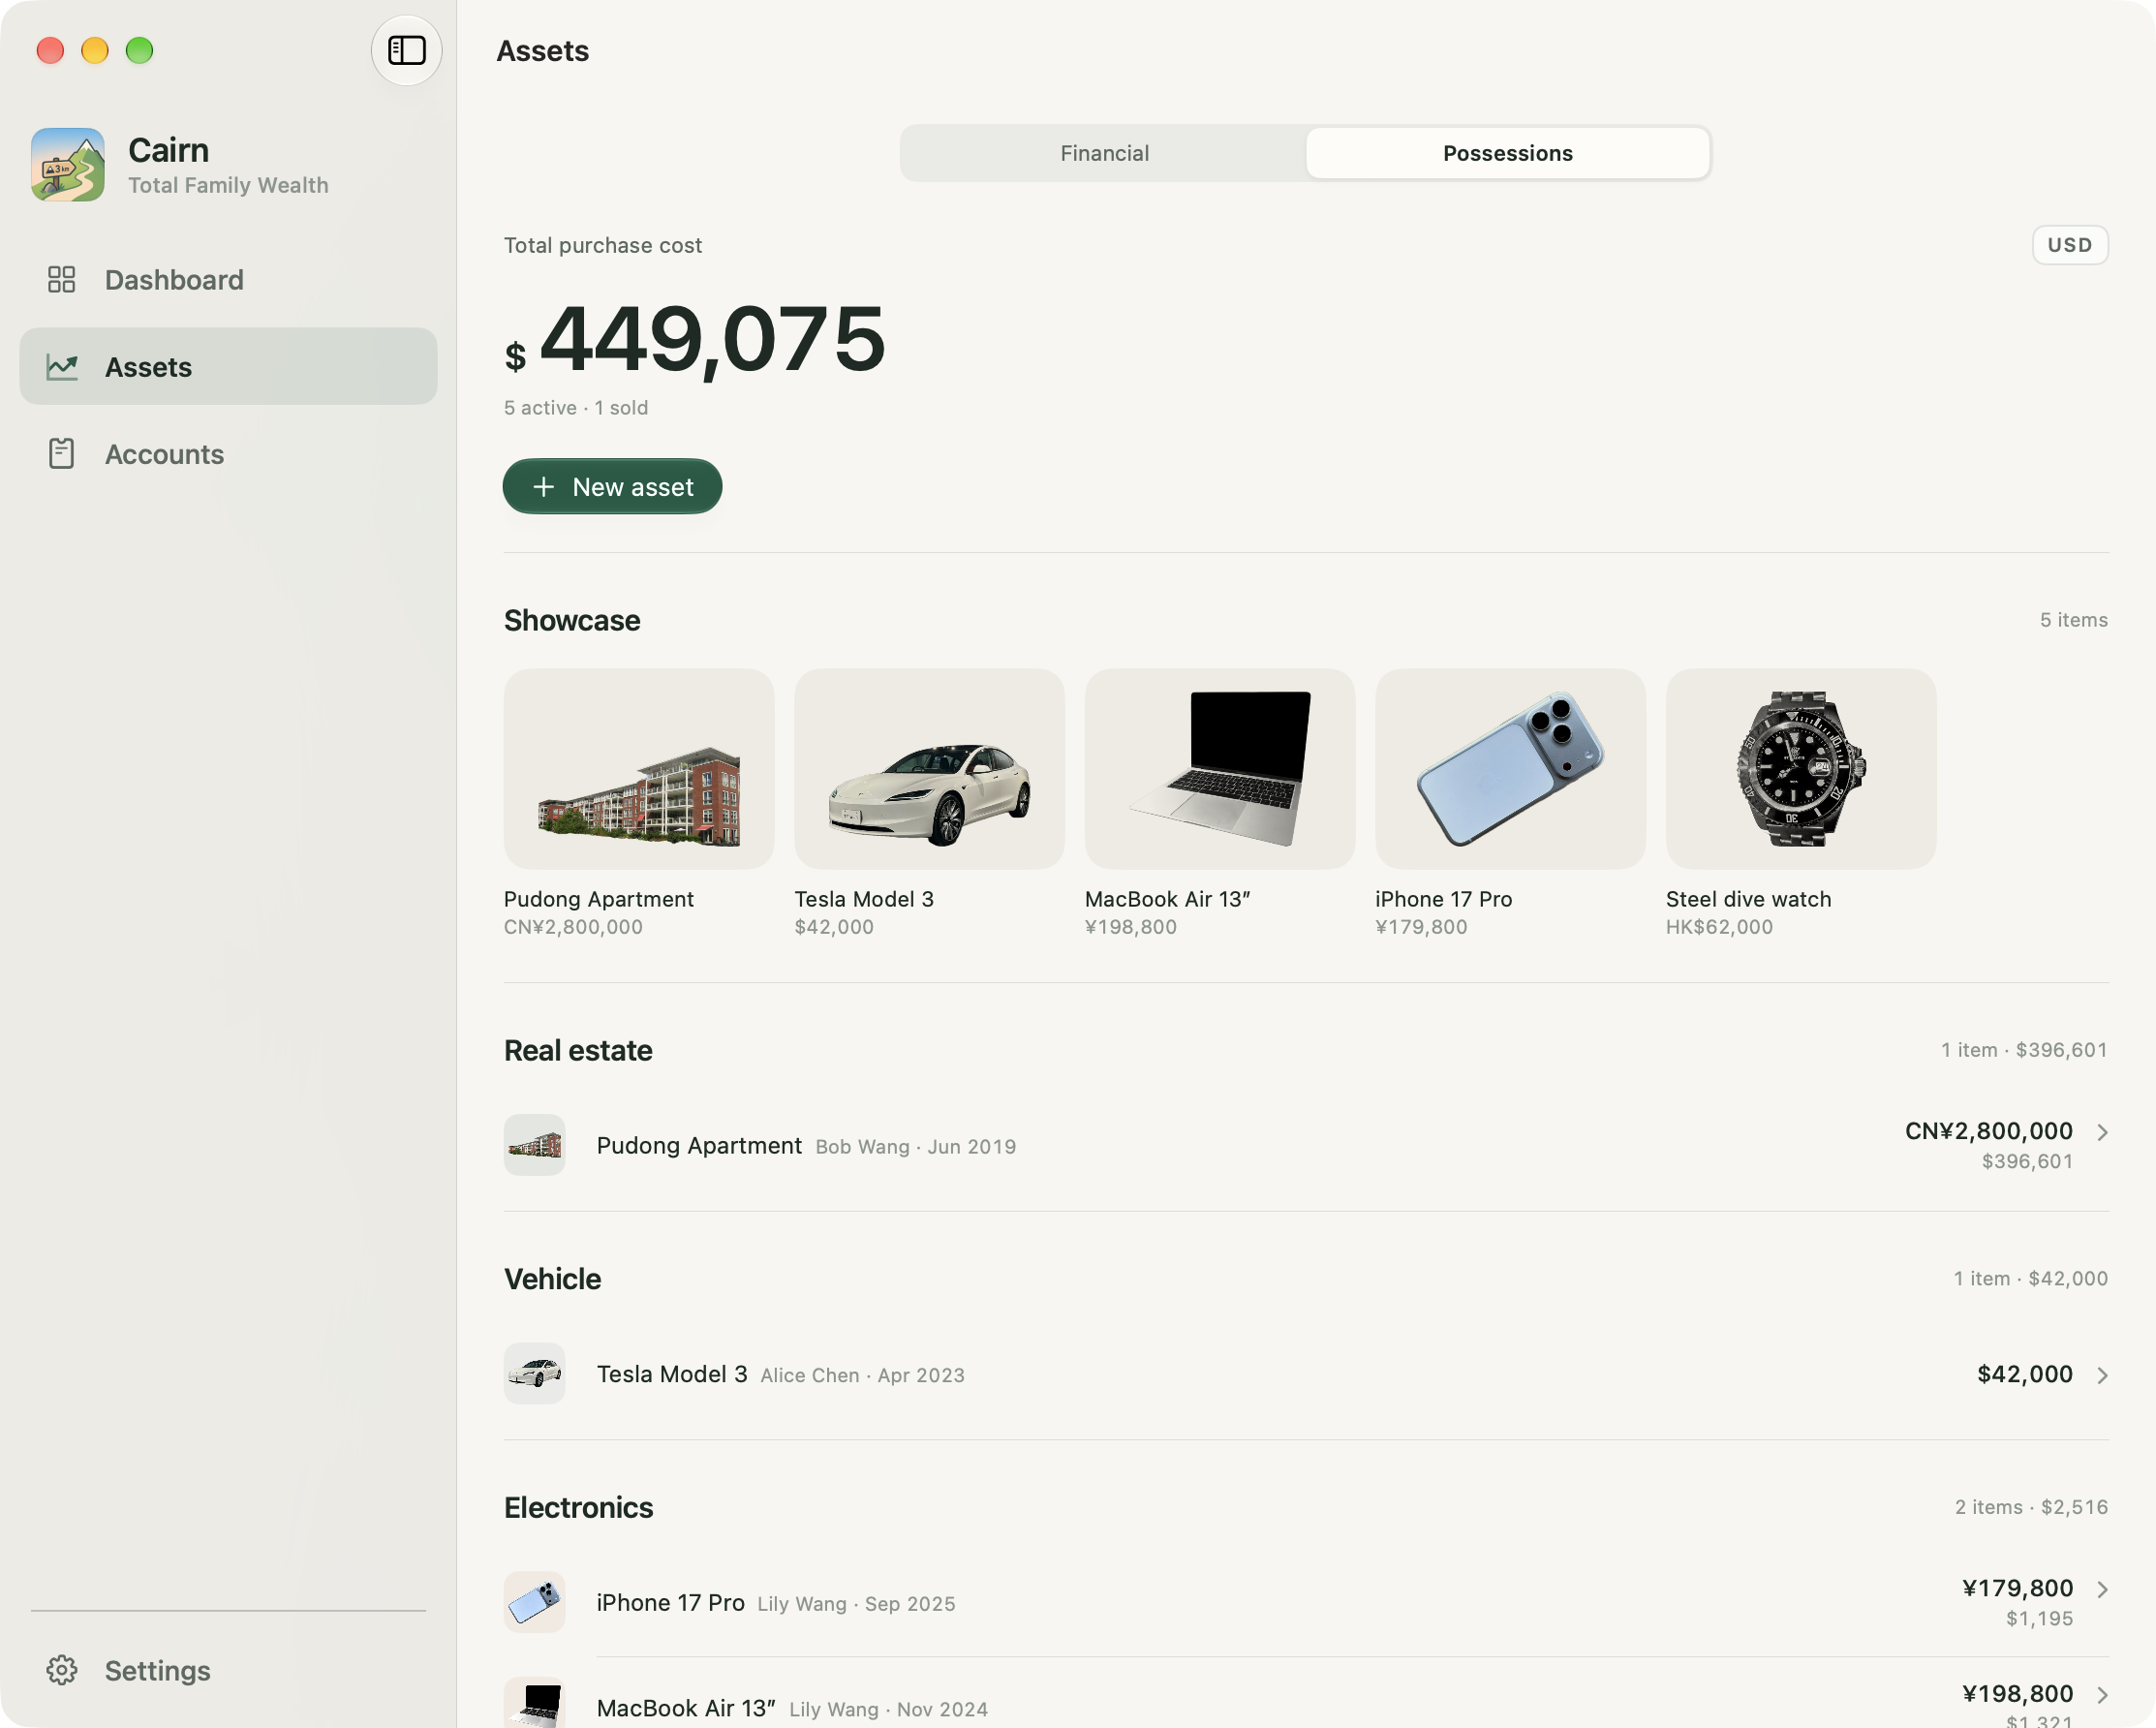 Assets
Cairn
Total Family Wealth
Dashboard
Assets
Accounts
Settings
Financial
Possessions
Total purchase cost
USD
$ 449,075
5 active · 1 sold
+ New asset
Showcase
5 items
Pudong Apartment
CN¥2,800,000
Tesla Model 3
$42,000
MacBook Air 13″
¥198,800
iPhone 17 Pro
¥179,800
Steel dive watch
HK$62,000
Real estate
1 item · $396,601
Pudong Apartment Bob Wang · Jun 2019
CN¥2,800,000
$396,601
Vehicle
1 item · $42,000
Tesla Model 3 Alice Chen · Apr 2023
$42,000
Electronics
2 items · $2,516
iPhone 17 Pro Lily Wang · Sep 2025
¥179,800
$1,195
MacBook Air 13″ Lily Wang · Nov 2024
¥198,800
$1,321